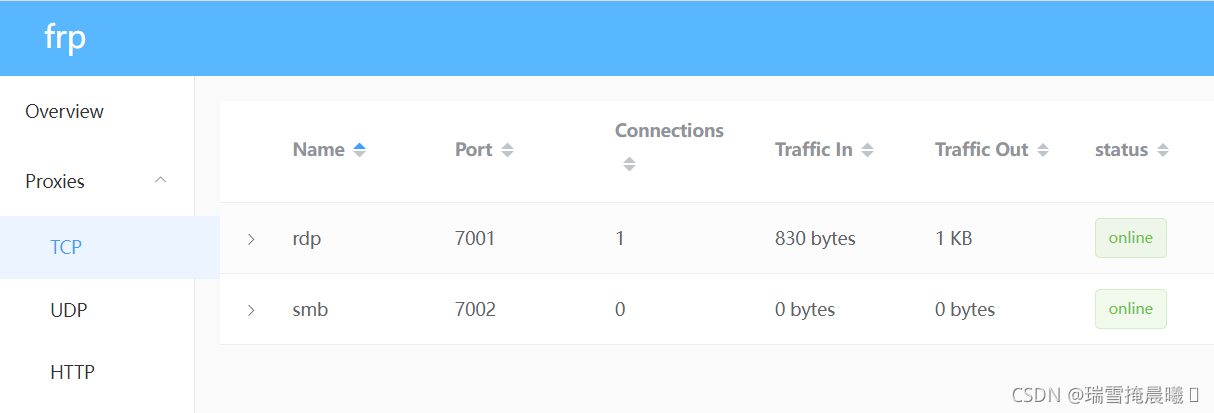 frp
Overview
Proxies
TCP
UDP
HTTP
Name Port Connections Traffic In Traffic Out status
rdp 7001 1 830 bytes 1 KB online
smb 7002 0 0 bytes 0 bytes online
CSDN @瑞雪掩晨曦